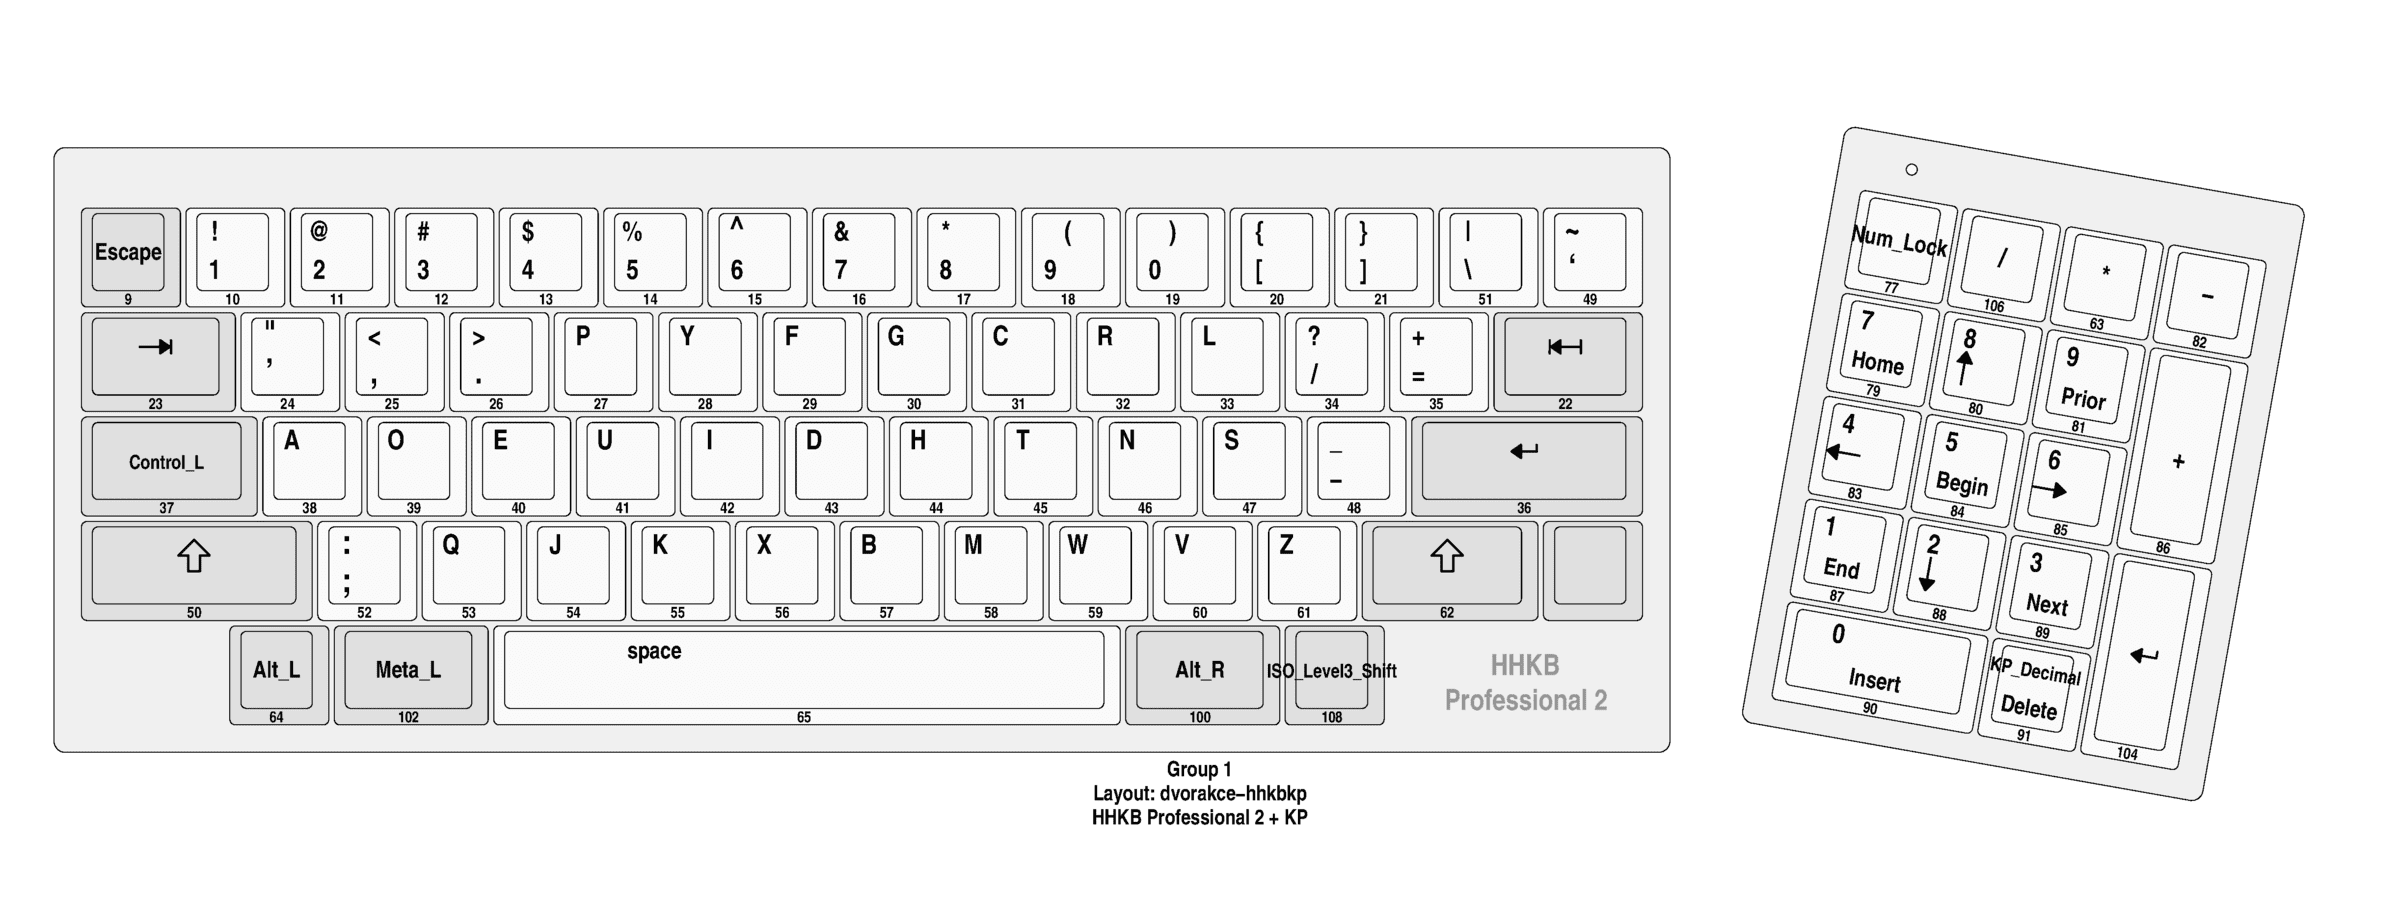 Escape ! 1 @ 2 # 3 $ 4 % 5 ^ 6 & 7 * 8 ( 9 ) 0 { [ } ] | \ ~ ‘
9 10 11 12 13 14 15 16 17 18 19 20 21 51 49
" ’ < , > . P Y F G C R L ? / + =
23 24 25 26 27 28 29 30 31 32 33 34 35 22
Control_L A O E U I D H T N S _ –
37 38 39 40 41 42 43 44 45 46 47 48 36
: ; Q J K X B M W V Z
50 52 53 54 55 56 57 58 59 60 61 62
Alt_L Meta_L space Alt_R ISO_Level3_Shift
64 102 65 100 108
HHKB
Professional 2
Num_Lock / * –
77 106 63 82
7 Home 8 9 Prior +
79 80 81 86
4 5 Begin 6
83 84 85
1 End 2 3 Next
87 88 89 104
0 Insert KP_Decimal Delete
90 91
Group 1
Layout: dvorakce–hhkbkp
HHKB Professional 2 + KP